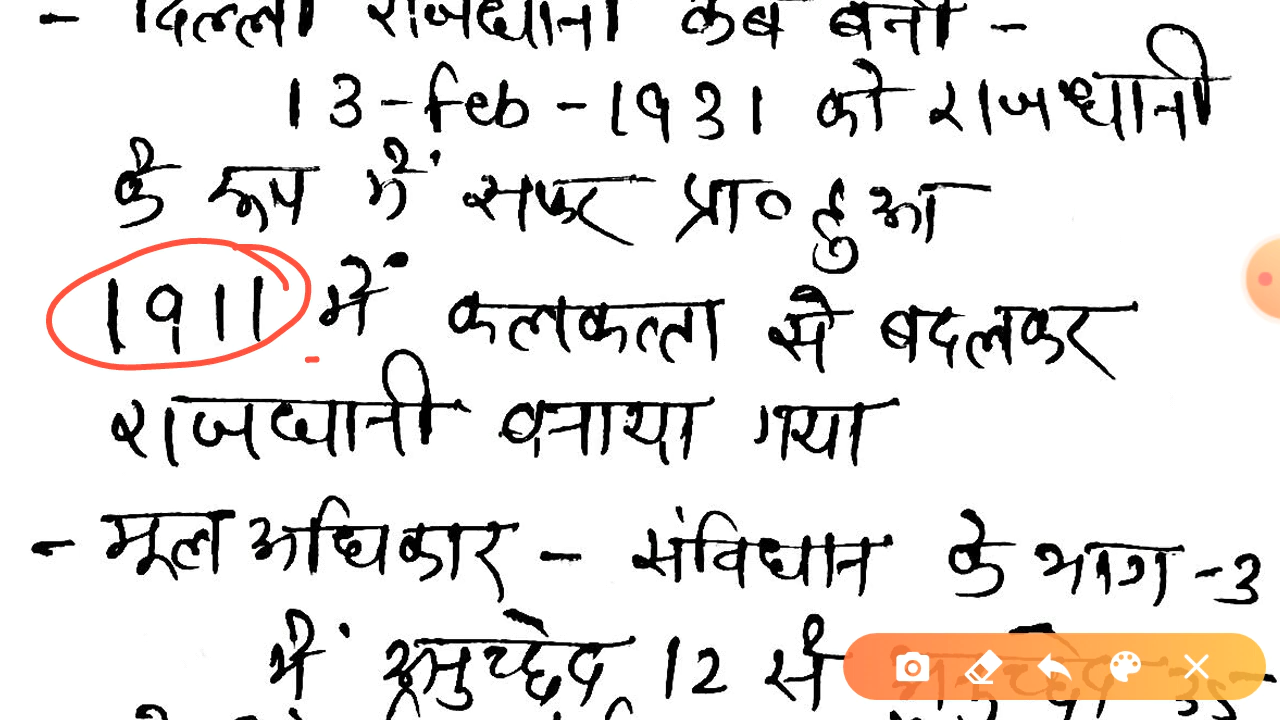 - दिल्ली राजधानी कब बनी -
13-feb-1931 को राजधानी
के रूप में सफर प्रा० हुआ
1911 में कलकत्ता से बदलकर
राजधानी बनाया गया
- मूल अधिकार - संविधान के भाग-3
में अनुच्छेद 12 से अनुच्छेद